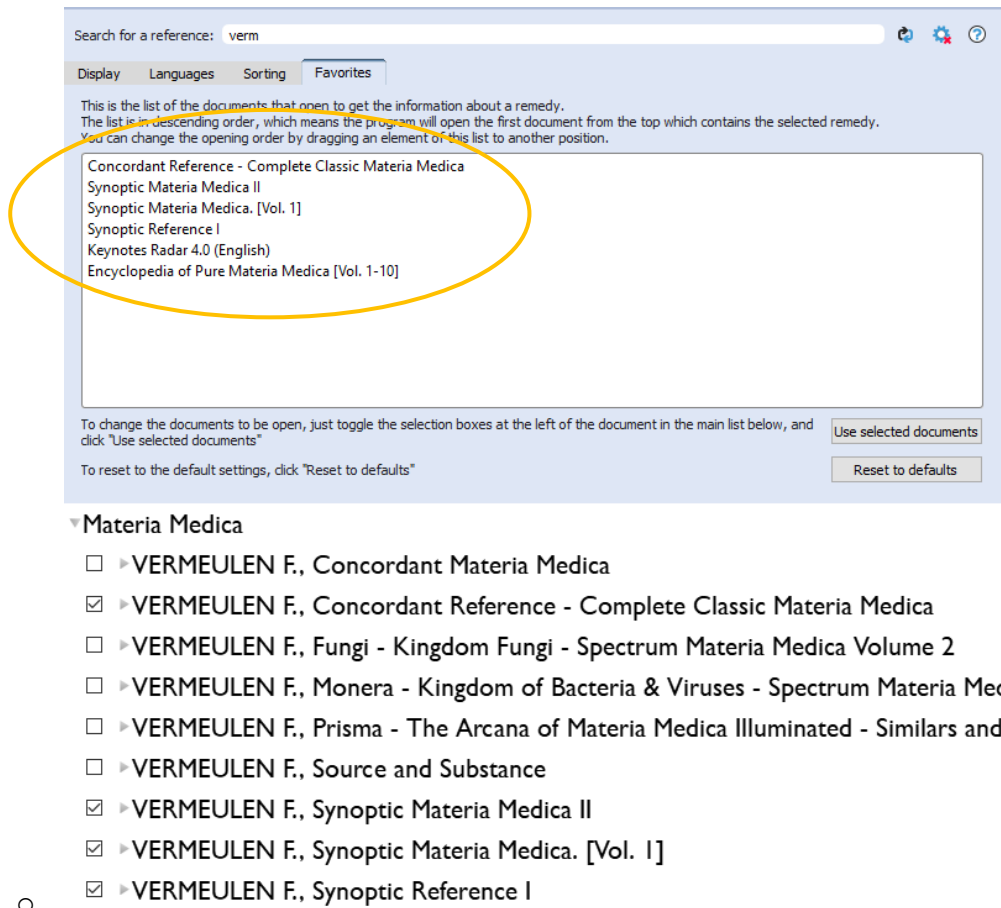 Search for a reference: verm
Display Languages Sorting Favorites
This is the list of the documents that open to get the information about a remedy.
The list is in descending order, which means the program will open the first document from the top which contains the selected remedy.
You can change the opening order by dragging an element of this list to another position.
Concordant Reference - Complete Classic Materia Medica
Synoptic Materia Medica II
Synoptic Materia Medica. [Vol. 1]
Synoptic Reference I
Keynotes Radar 4.0 (English)
Encyclopedia of Pure Materia Medica [Vol. 1-10]
To change the documents to be open, just toggle the selection boxes at the left of the document in the main list below, and
click "Use selected documents"
Use selected documents
To reset to the default settings, click "Reset to defaults"
Reset to defaults
Materia Medica
VERMEULEN F., Concordant Materia Medica
VERMEULEN F., Concordant Reference - Complete Classic Materia Medica
VERMEULEN F., Fungi - Kingdom Fungi - Spectrum Materia Medica Volume 2
VERMEULEN F., Monera - Kingdom of Bacteria & Viruses - Spectrum Materia Med
VERMEULEN F., Prisma - The Arcana of Materia Medica Illuminated - Similars and
VERMEULEN F., Source and Substance
VERMEULEN F., Synoptic Materia Medica II
VERMEULEN F., Synoptic Materia Medica. [Vol. 1]
VERMEULEN F., Synoptic Reference I